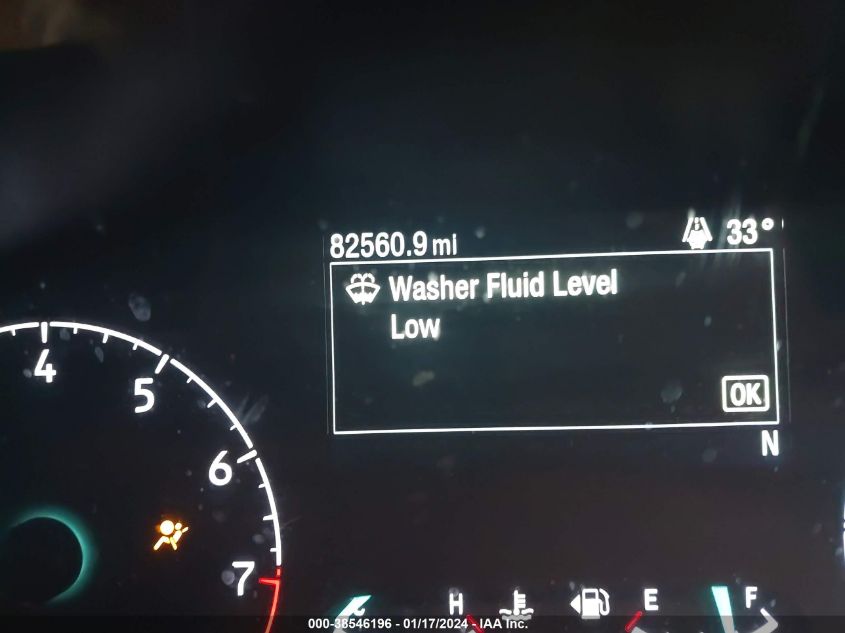 82560.9 mi 33°
Washer Fluid Level
Low
OK
N
4
5
6
7
H E F
000-38546196 - 01/17/2024 - IAA Inc.